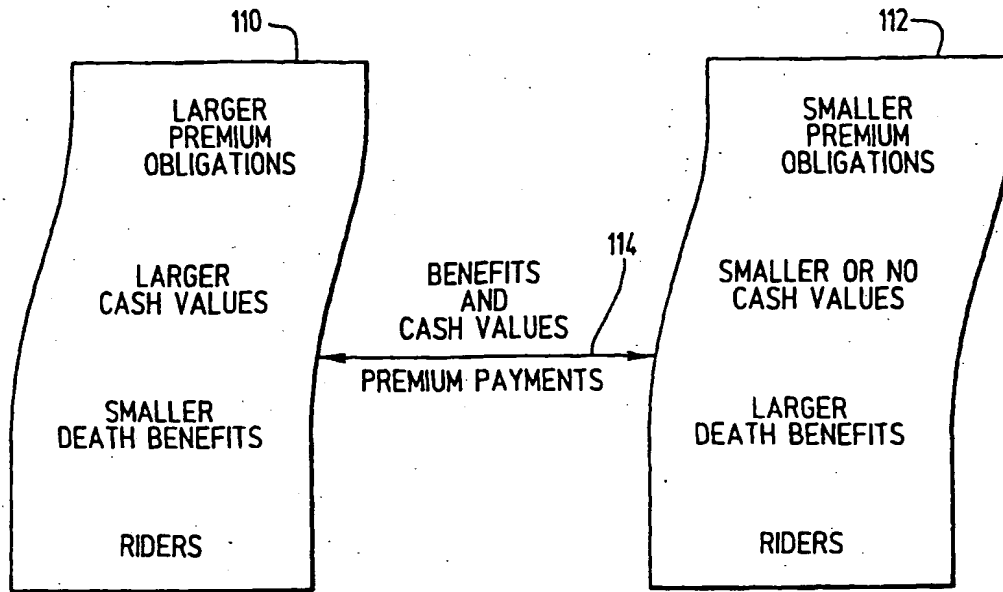 110
LARGER
PREMIUM
OBLIGATIONS
LARGER
CASH VALUES
SMALLER
DEATH BENEFITS
RIDERS
114
BENEFITS
AND
CASH VALUES
PREMIUM PAYMENTS
112
SMALLER
PREMIUM
OBLIGATIONS
SMALLER OR NO
CASH VALUES
LARGER
DEATH BENEFITS
RIDERS